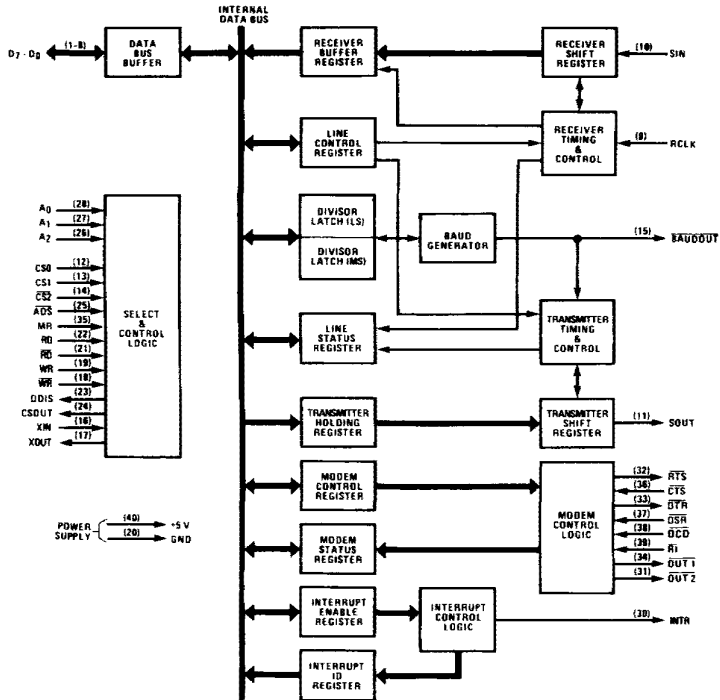 INTERNAL
DATA BUS
D7 - D0
(1-8)
DATA
BUS
BUFFER
RECEIVER
BUFFER
REGISTER
RECEIVER
SHIFT
REGISTER
(10)
SIN
LINE
CONTROL
REGISTER
RECEIVER
TIMING
&
CONTROL
(9)
RCLK
A0 (28)
A1 (27)
A2 (26)
CS0 (12)
CS1 (13)
CS2 (14)
ADS (25)
MR (35)
RD (22)
RD (21)
WR (19)
WR (18)
DDIS (23)
CSOUT (24)
XIN (16)
XOUT (17)
SELECT
&
CONTROL
LOGIC
DIVISOR
LATCH (LS)
DIVISOR
LATCH (MS)
BAUD
GENERATOR
(15)
BAUDOUT
LINE
STATUS
REGISTER
TRANSMITTER
TIMING
&
CONTROL
TRANSMITTER
HOLDING
REGISTER
TRANSMITTER
SHIFT
REGISTER
(11)
SOUT
MODEM
CONTROL
REGISTER
MODEM
CONTROL
LOGIC
(32) RTS
(36) CTS
(33) DTR
(37) DSR
(38) DCD
(39) RI
(34) OUT 1
(31) OUT 2
POWER
SUPPLY
(40) +5 V
(20) GND
MODEM
STATUS
REGISTER
INTERRUPT
ENABLE
REGISTER
INTERRUPT
CONTROL
LOGIC
(30)
INTR
INTERRUPT
ID
REGISTER